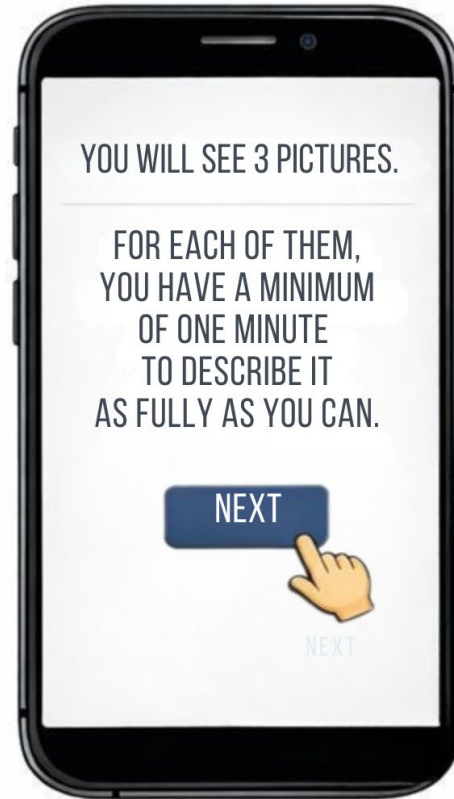 YOU WILL SEE 3 PICTURES.
FOR EACH OF THEM,
YOU HAVE A MINIMUM
OF ONE MINUTE
TO DESCRIBE IT
AS FULLY AS YOU CAN.
NEXT
NEXT